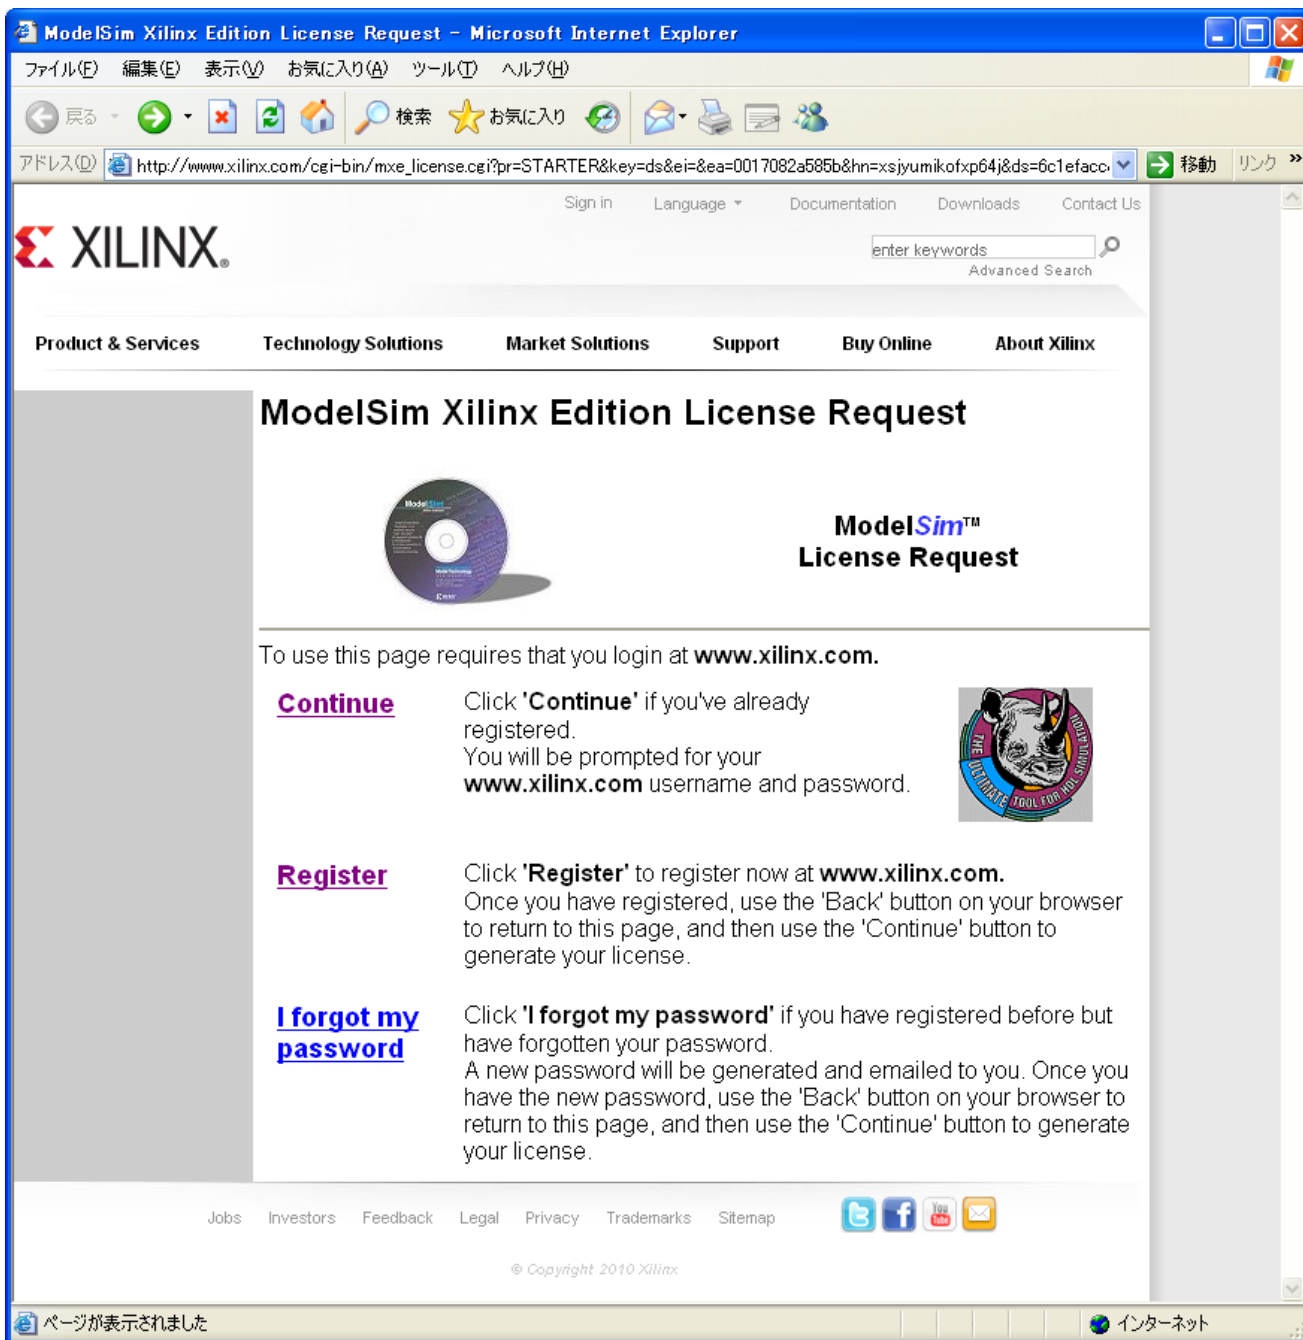 ModelSim Xilinx Edition License Request - Microsoft Internet Explorer
ファイル(F) 編集(E) 表示(V) お気に入り(A) ツール(T) ヘルプ(H)
戻る 検索 お気に入り
アドレス(D) http://www.xilinx.com/cgi-bin/mxe_license.cgi?pr=STARTER&key=ds&ei=&ea=0017082a585b&hn=xsjyumikofxp64j&ds=6c1efacc 移動 リンク »
Sign in Language Documentation Downloads Contact Us
XILINX®
enter keywords
Advanced Search
Product & Services Technology Solutions Market Solutions Support Buy Online About Xilinx
ModelSim Xilinx Edition License Request
ModelSim
ModelSim™
License Request
To use this page requires that you login at www.xilinx.com.
Continue Click 'Continue' if you've already
registered.
You will be prompted for your
www.xilinx.com username and password.
THE ULTIMATE TOOL FOR HDL SIMULATION
Register Click 'Register' to register now at www.xilinx.com.
Once you have registered, use the 'Back' button on your browser
to return to this page, and then use the 'Continue' button to
generate your license.
I forgot my Click 'I forgot my password' if you have registered before but
password have forgotten your password.
A new password will be generated and emailed to you. Once you
have the new password, use the 'Back' button on your browser to
return to this page, and then use the 'Continue' button to generate
your license.
Jobs Investors Feedback Legal Privacy Trademarks Sitemap
You Tube
© Copyright 2010 Xilinx
ページが表示されました インターネット